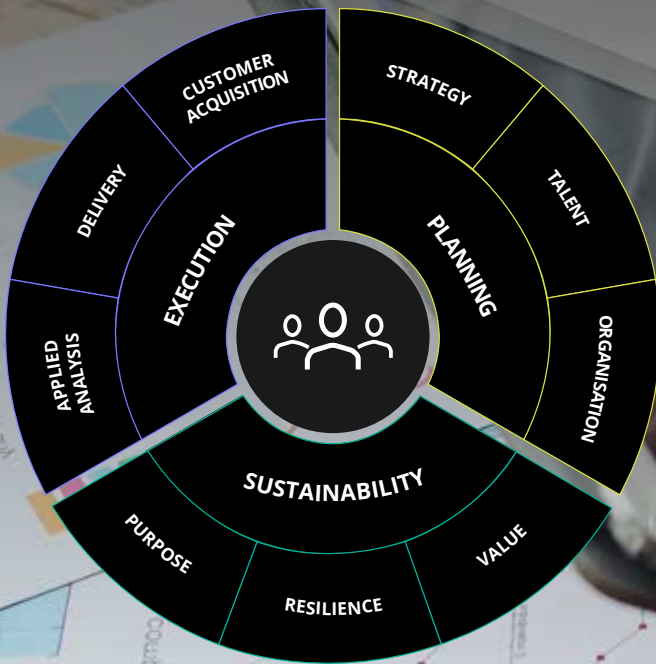 CUSTOMER
ACQUISITION
DELIVERY
APPLIED
ANALYSIS
EXECUTION
STRATEGY
TALENT
ORGANISATION
PLANNING
SUSTAINABILITY
PURPOSE
RESILIENCE
VALUE